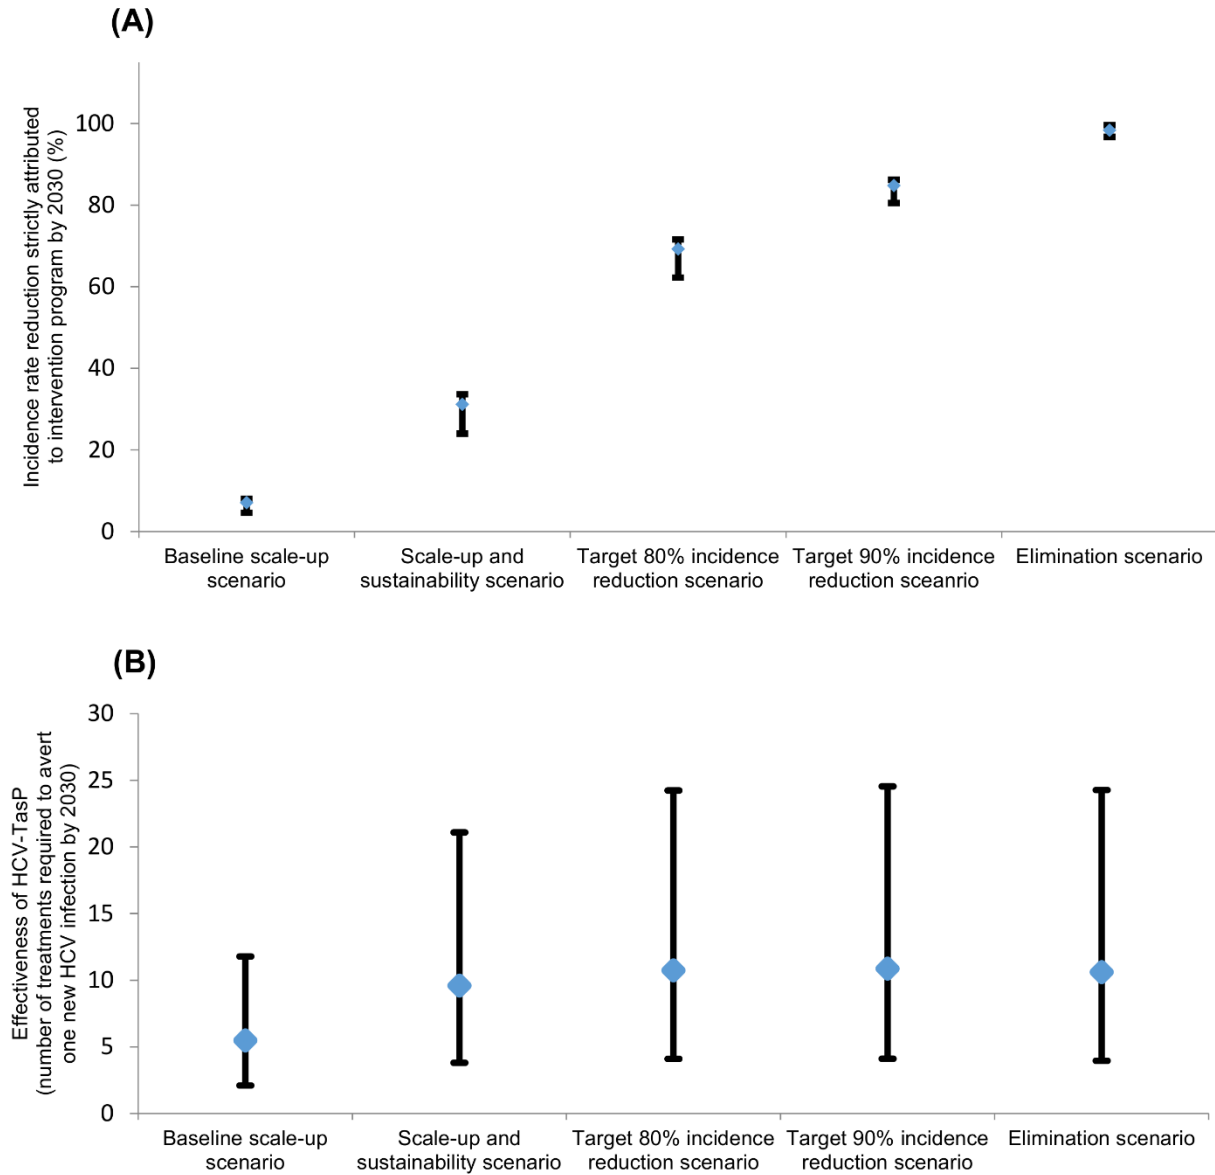 (A)
Incidence rate reduction strictly attributed
to intervention program by 2030 (%)
100
80
60
40
20
0
Baseline scale-up
scenario
Scale-up and
sustainability scenario
Target 80% incidence
reduction scenario
Target 90% incidence
reduction sceanrio
Elimination scenario
(B)
Effectiveness of HCV-TasP
(number of treatments required to avert
one new HCV infection by 2030)
30
25
20
15
10
5
0
Baseline scale-up
scenario
Scale-up and
sustainability scenario
Target 80% incidence
reduction scenario
Target 90% incidence
reduction scenario
Elimination scenario